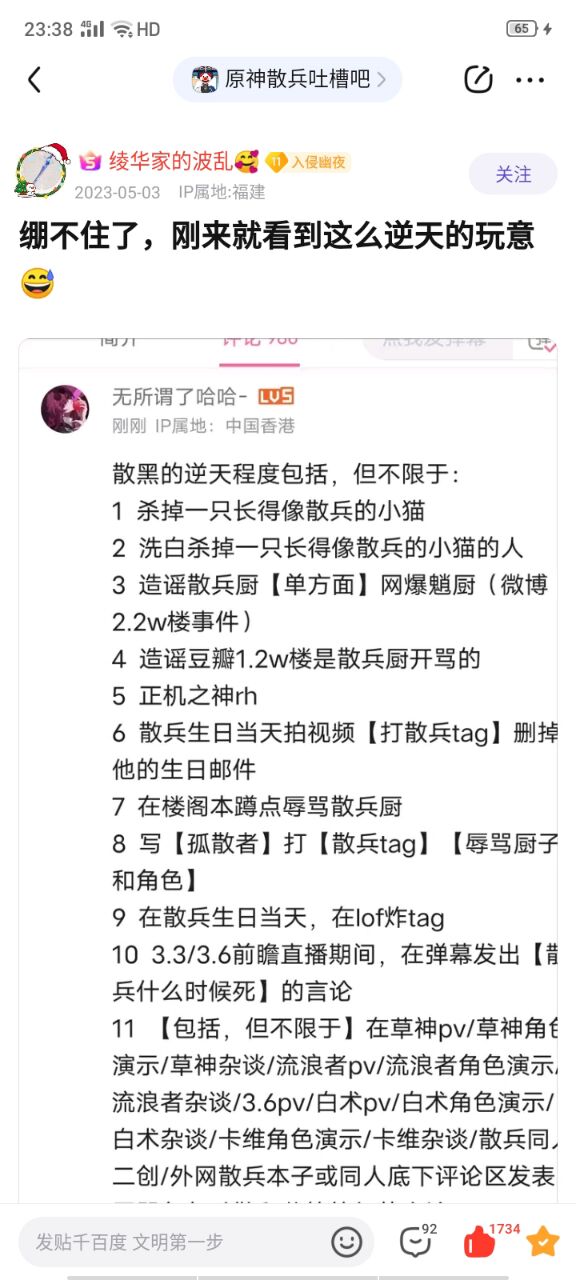 23:38 4G HD 65
原神散兵吐槽吧
绫华家的波乱🥰 11 入侵幽夜
2023-05-03 IP属地:福建
关注
绷不住了，刚来就看到这么逆天的玩意
😅
简介 评论 980 点我发弹幕
无所谓了哈哈- LV5
刚刚 IP属地：中国香港
散黑的逆天程度包括，但不限于：
1 杀掉一只长得像散兵的小猫
2 洗白杀掉一只长得像散兵的小猫的人
3 造谣散兵厨【单方面】网爆魈厨（微博
2.2w楼事件）
4 造谣豆瓣1.2w楼是散兵厨开骂的
5 正机之神rh
6 散兵生日当天拍视频【打散兵tag】删掉
他的生日邮件
7 在楼阁本蹲点辱骂散兵厨
8 写【孤散者】打【散兵tag】【辱骂厨子
和角色】
9 在散兵生日当天，在lof炸tag
10 3.3/3.6前瞻直播期间，在弹幕发出【散
兵什么时候死】的言论
11 【包括，但不限于】在草神pv/草神角色
演示/草神杂谈/流浪者pv/流浪者角色演示/
流浪者杂谈/3.6pv/白术pv/白术角色演示/
白术杂谈/卡维角色演示/卡维杂谈/散兵同人
二创/外网散兵本子或同人底下评论区发表
发贴千百度 文明第一步
92
1734